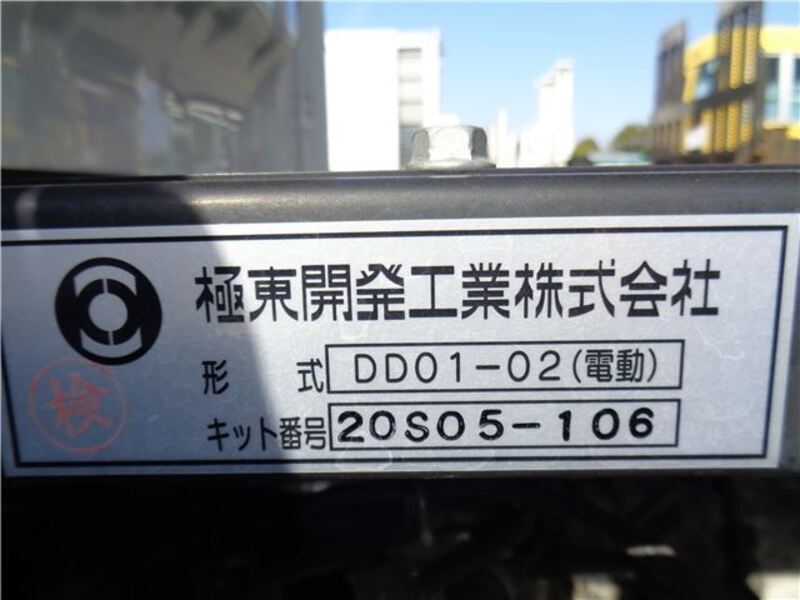 極東開発工業株式会社
形 式 DD01-02(電動)
キット番号 20S05-106
検